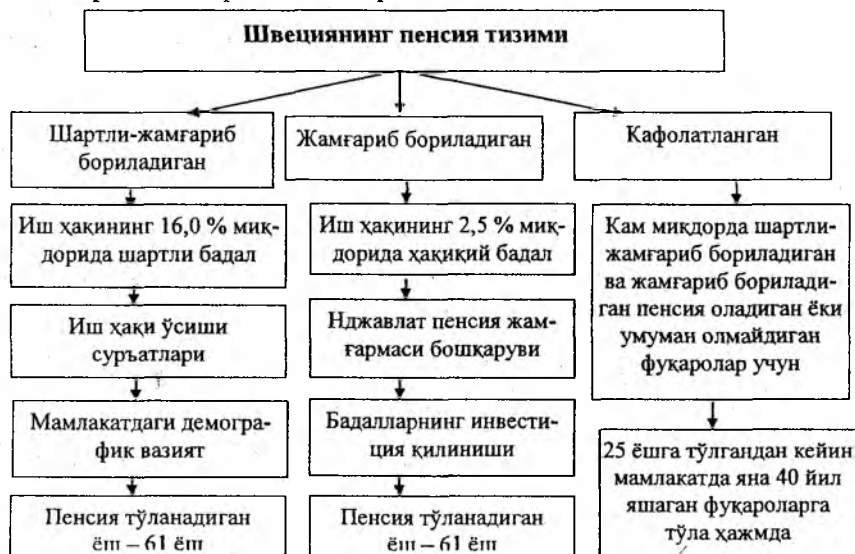 Швециянинг пенсия тизими
Шартли-жамғариб
бориладиган
Иш ҳақининг 16,0 % миқ-
дорида шартли бадал
Иш ҳақи ўсиши
суръатлари
Мамлакатдаги демогра-
фик вазият
Пенсия тўланадиган
ёш – 61 ёш
Жамғариб бориладиган
Иш ҳақининг 2,5 % миқ-
дорида ҳақиқий бадал
Нджавлат пенсия жам-
ғармаси бошқаруви
Бадалларнинг инвести-
ция қилиниши
Пенсия тўланадиган
ёш – 61 ёш
Кафолатланган
Кам миқдорда шартли-
жамғариб бориладиган
ва жамғариб борилади-
ган пенсия оладиган ёки
умуман олмайдиган
фуқаролар учун
25 ёшга тўлгандан кейин
мамлакатда яна 40 йил
яшаган фуқароларга
тўла ҳажмда